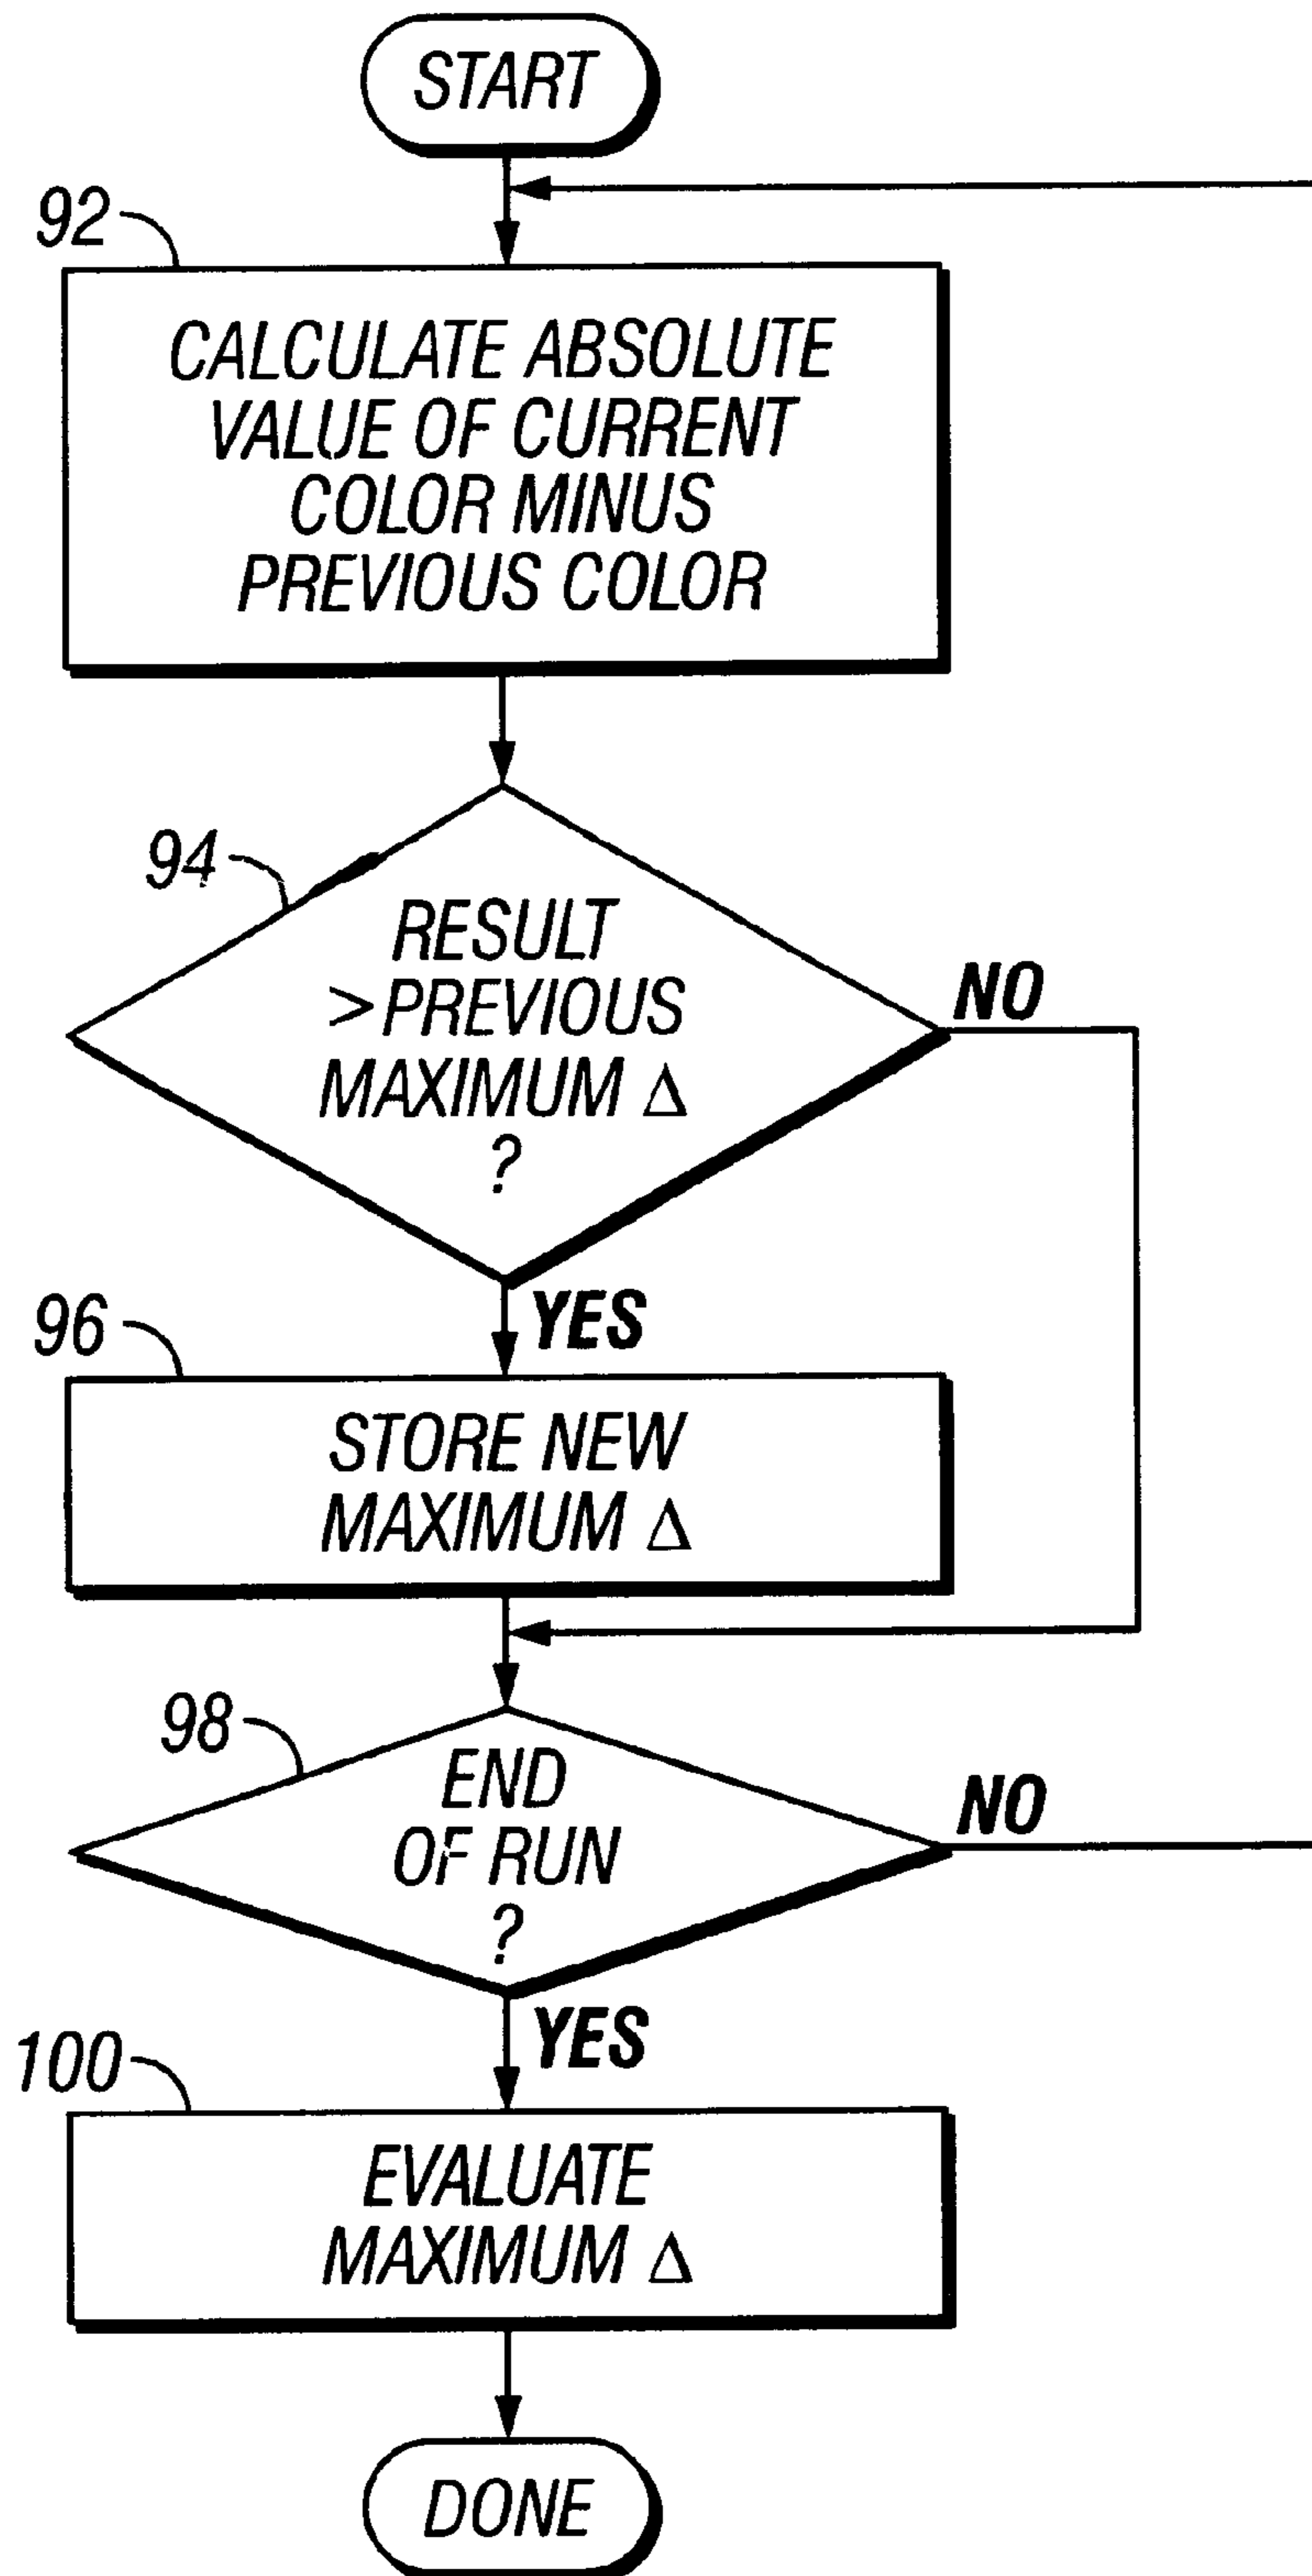 START
92
CALCULATE ABSOLUTE
VALUE OF CURRENT
COLOR MINUS
PREVIOUS COLOR
94
RESULT
>PREVIOUS
MAXIMUM Δ
?
NO
YES
96
STORE NEW
MAXIMUM Δ
98
END
OF RUN
?
NO
YES
100
EVALUATE
MAXIMUM Δ
DONE